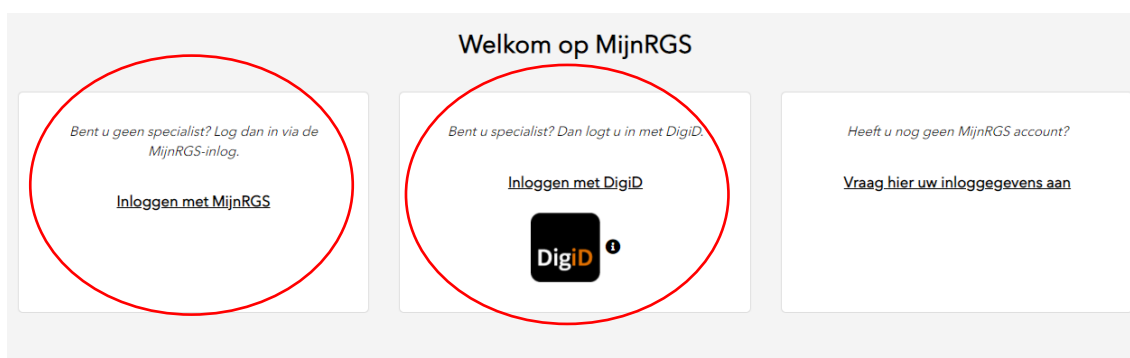 Welkom op MijnRGS
Bent u geen specialist? Log dan in via de
MijnRGS-inlog.
Inloggen met MijnRGS
Bent u specialist? Dan logt u in met DigiD.
Inloggen met DigiD
DigiD
Heeft u nog geen MijnRGS account?
Vraag hier uw inloggegevens aan